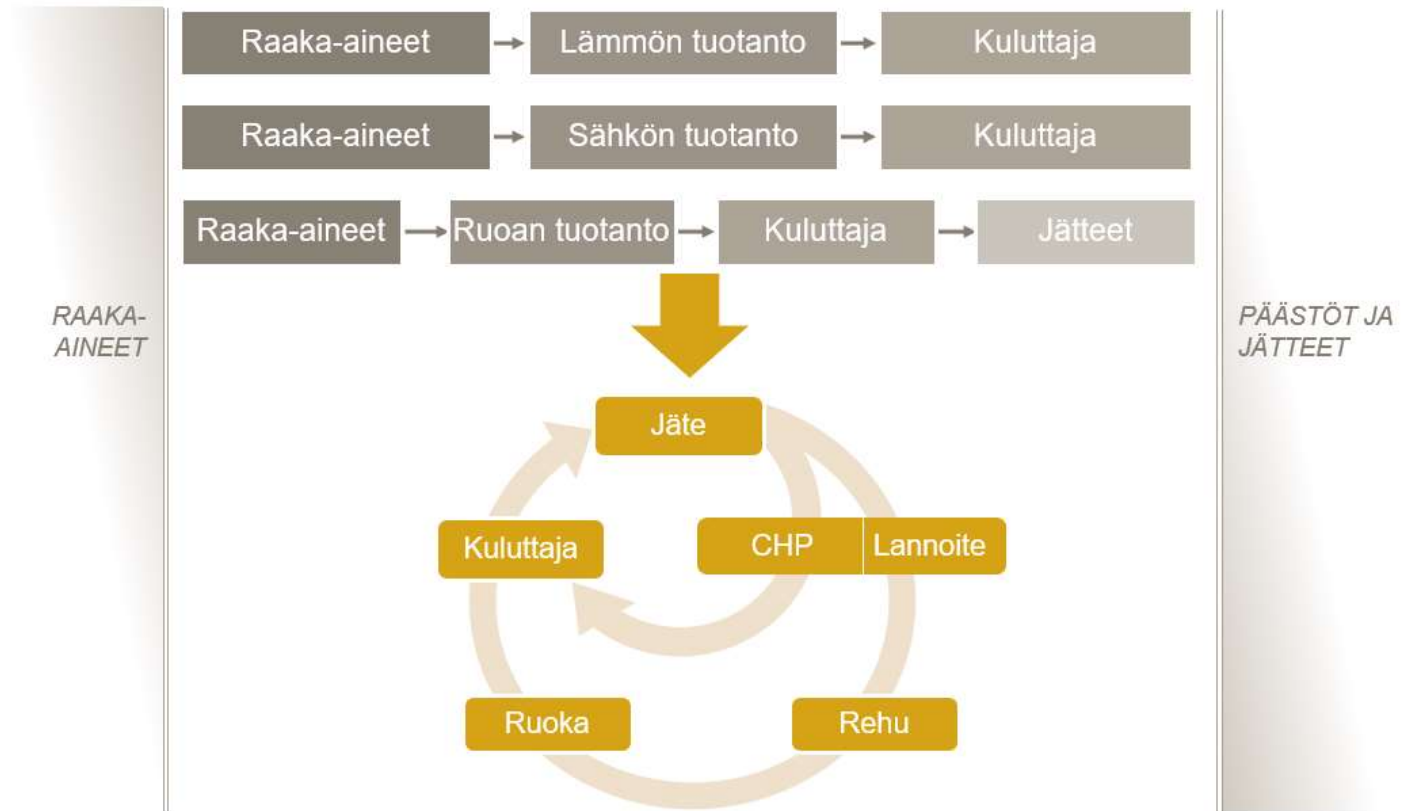 Raaka-aineet
Lämmön tuotanto
Kuluttaja
Raaka-aineet
Sähkön tuotanto
Kuluttaja
Raaka-aineet
Ruoan tuotanto
Kuluttaja
Jätteet
RAAKA-
AINEET
PÄÄSTÖT JA
JÄTTEET
Jäte
Kuluttaja
CHP
Lannoite
Ruoka
Rehu